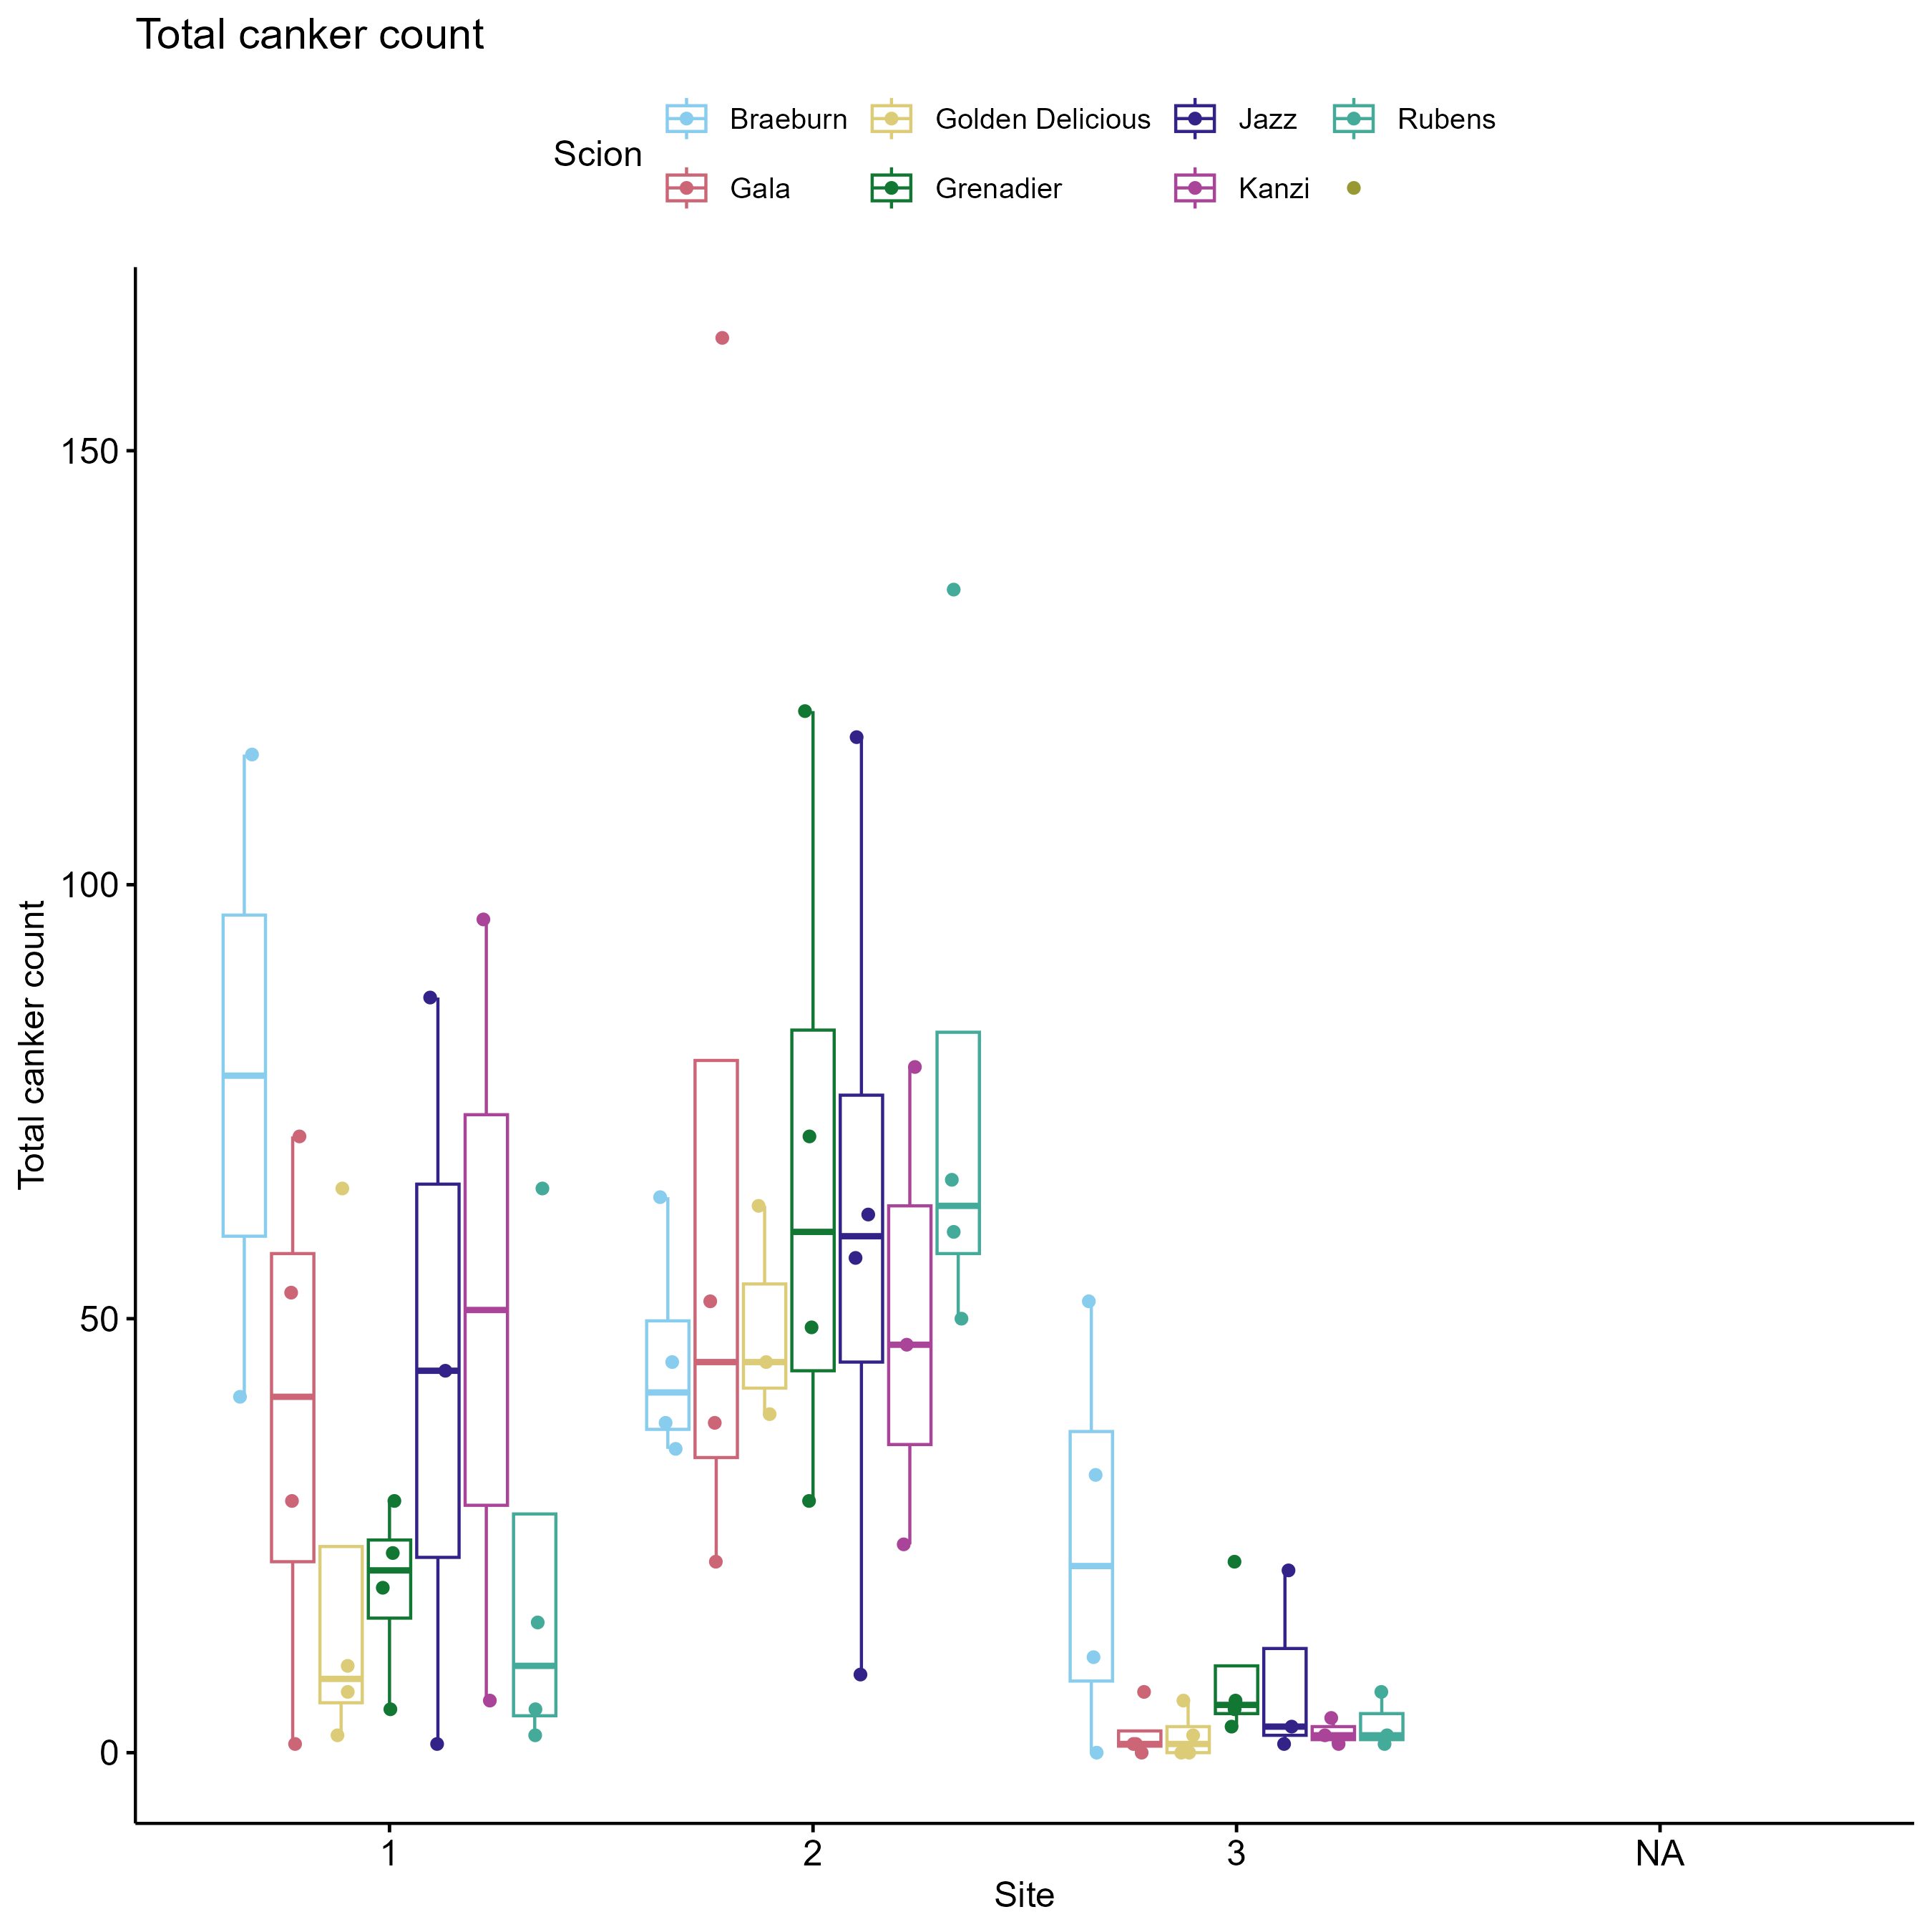 Total canker count
Scion
Braeburn
Golden Delicious
Jazz
Rubens
Gala
Grenadier
Kanzi
Total canker count
150
100
50
0
1
2
3
NA
Site